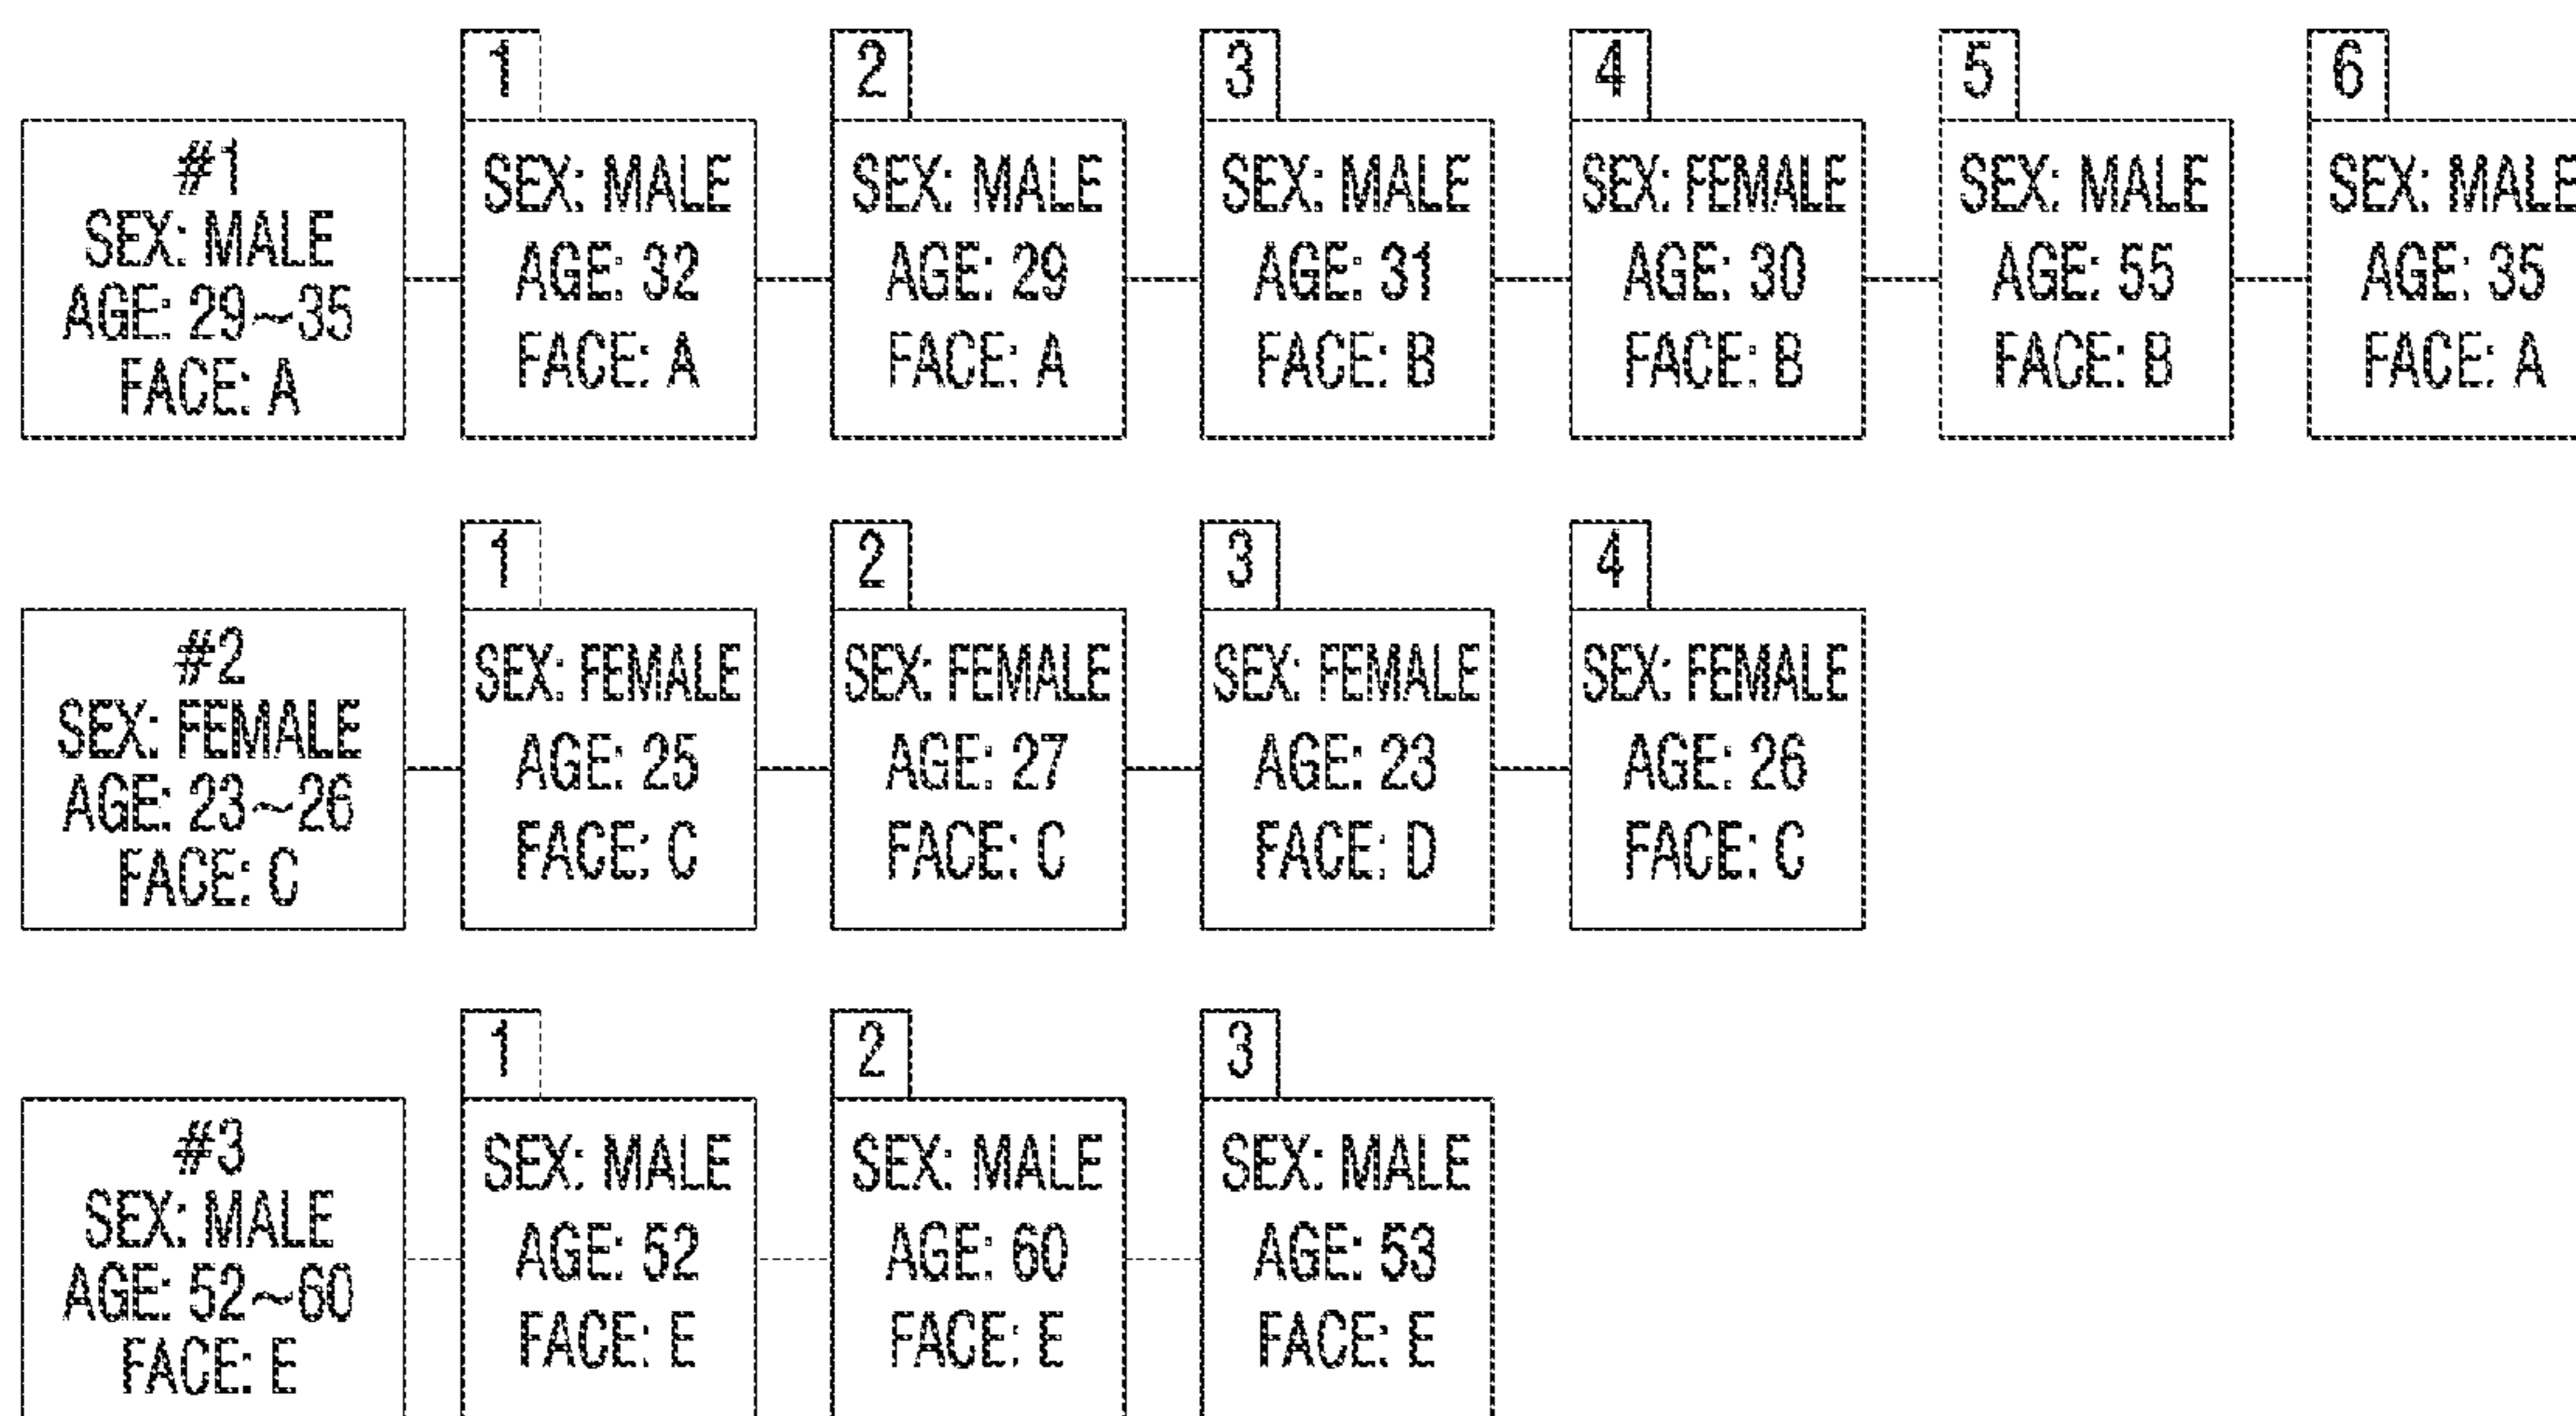 1
2
3
4
5
6
#1
SEX: MALE
AGE: 29~35
FACE: A
SEX: MALE
AGE: 32
FACE: A
SEX: MALE
AGE: 29
FACE: A
SEX: MALE
AGE: 31
FACE: B
SEX: FEMALE
AGE: 30
FACE: B
SEX: MALE
AGE: 55
FACE: B
SEX: MALE
AGE: 35
FACE: A
1
2
3
4
#2
SEX: FEMALE
AGE: 23~26
FACE: C
SEX: FEMALE
AGE: 25
FACE: C
SEX: FEMALE
AGE: 27
FACE: C
SEX: FEMALE
AGE: 23
FACE: D
SEX: FEMALE
AGE: 26
FACE: C
1
2
3
#3
SEX: MALE
AGE: 52~60
FACE: E
SEX: MALE
AGE: 52
FACE: E
SEX: MALE
AGE: 60
FACE: E
SEX: MALE
AGE: 53
FACE: E